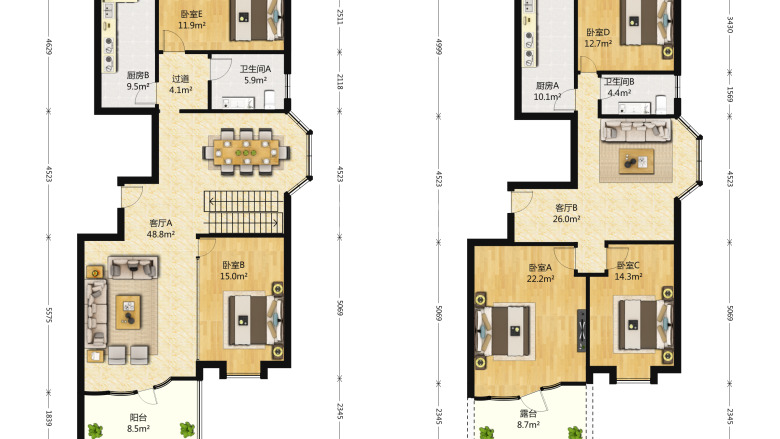 卧室E
11.9m²
厨房B
9.5m²
过道
4.1m²
卫生间A
5.9m²
客厅A
48.8m²
卧室B
15.0m²
阳台
8.5m²
4629
4523
5575
1839
2511
2118
4523
5069
2345
卧室D
12.7m²
厨房A
10.1m²
卫生间B
4.4m²
客厅B
26.0m²
卧室A
22.2m²
卧室C
14.3m²
露台
8.7m²
4999
4523
5069
2345
3430
1569
4523
5069
2345